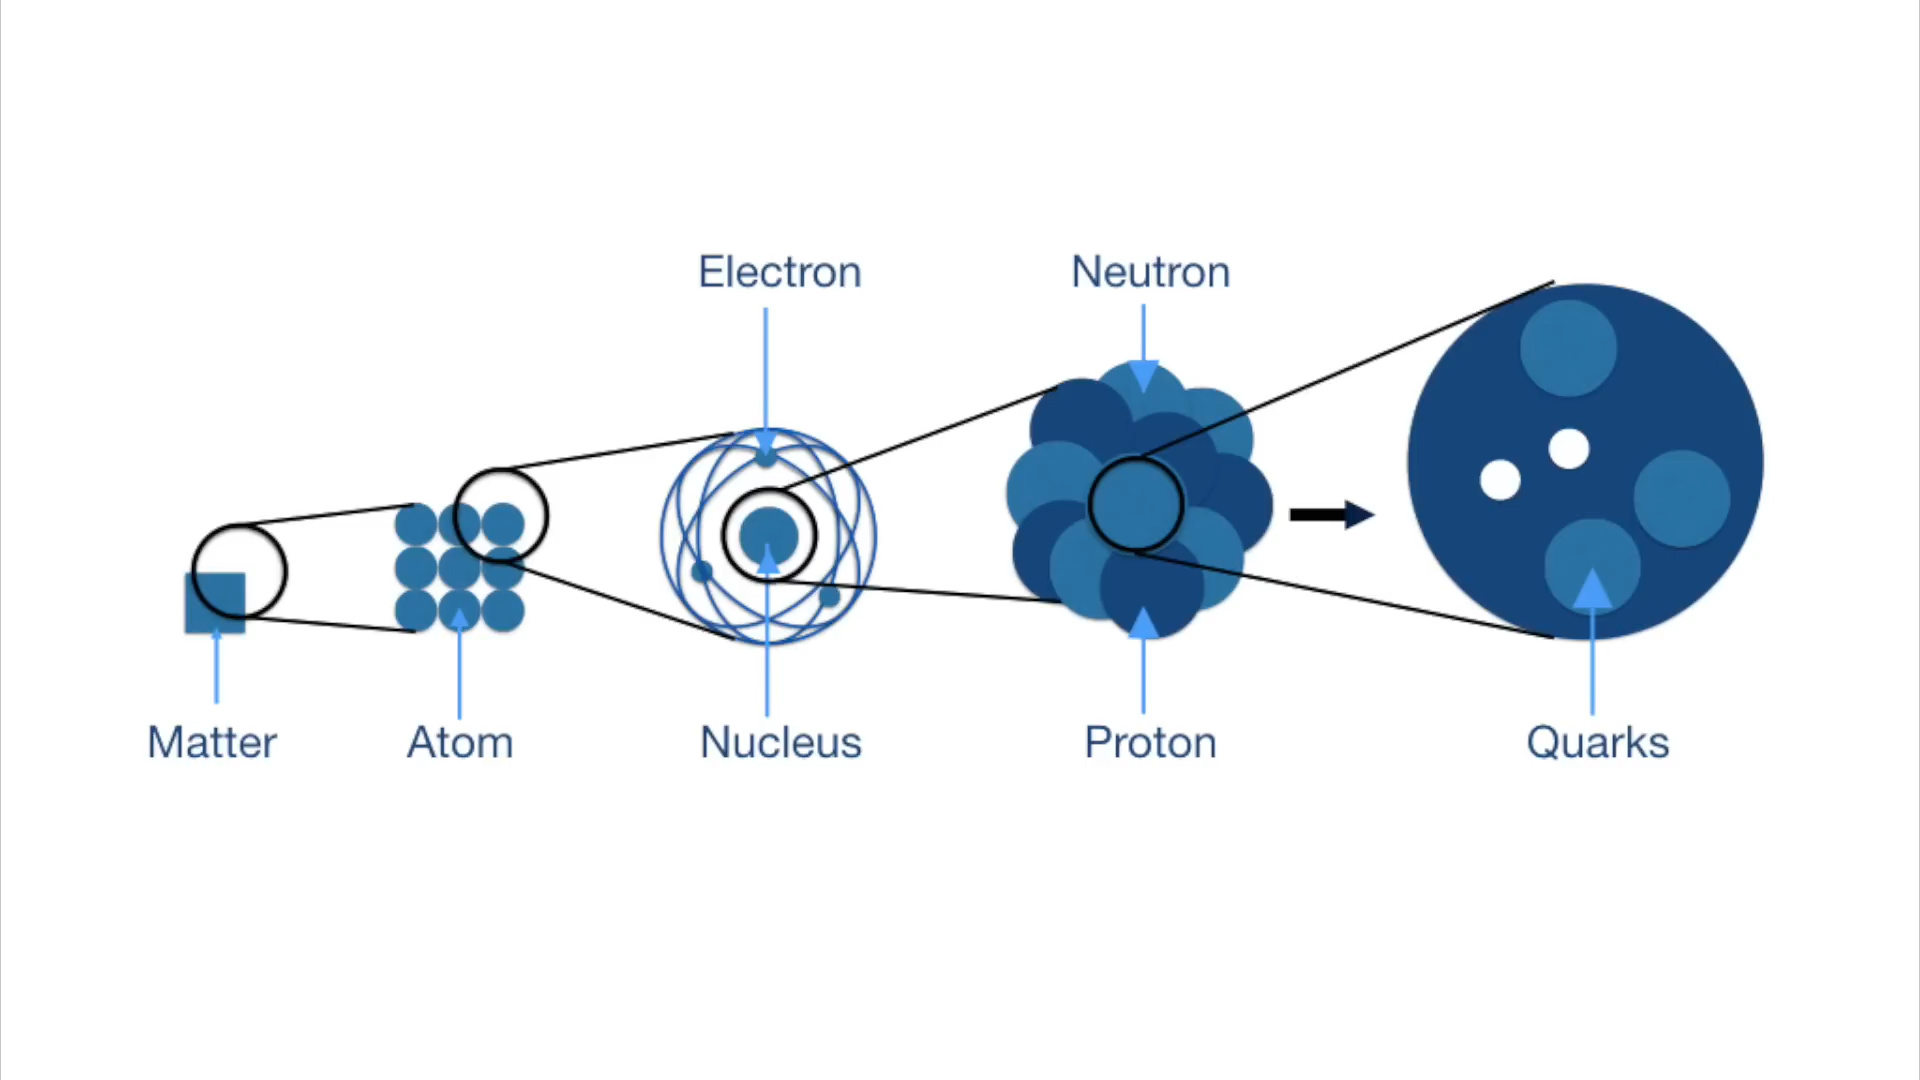 Electron
Neutron
Matter
Atom
Nucleus
Proton
Quarks